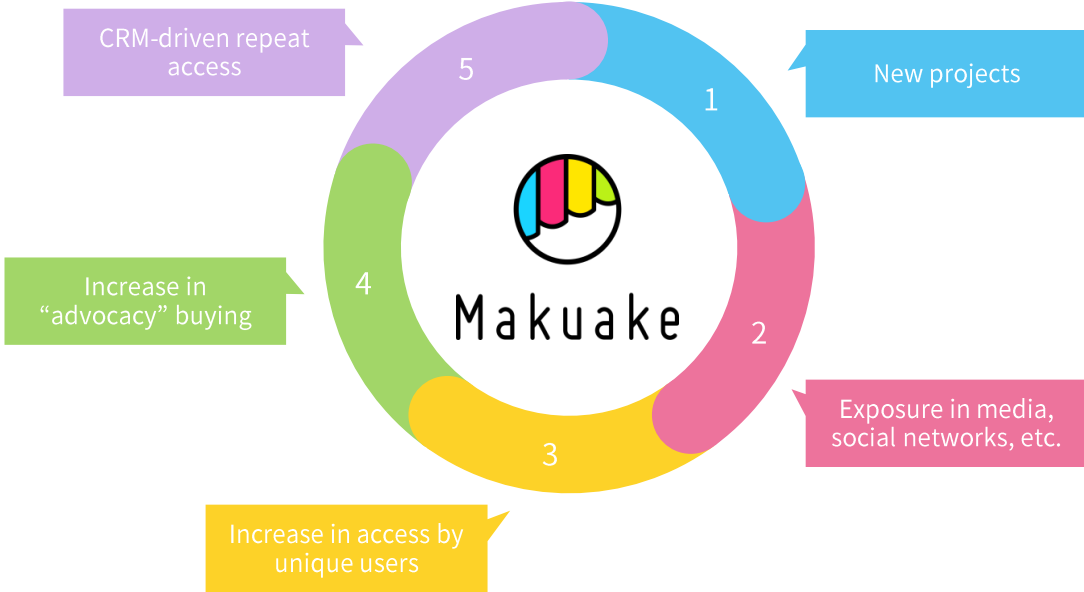 CRM-driven repeat
access
5
1
New projects
4
Increase in
“advocacy” buying
Makuake
2
Exposure in media,
social networks, etc.
3
Increase in access by
unique users